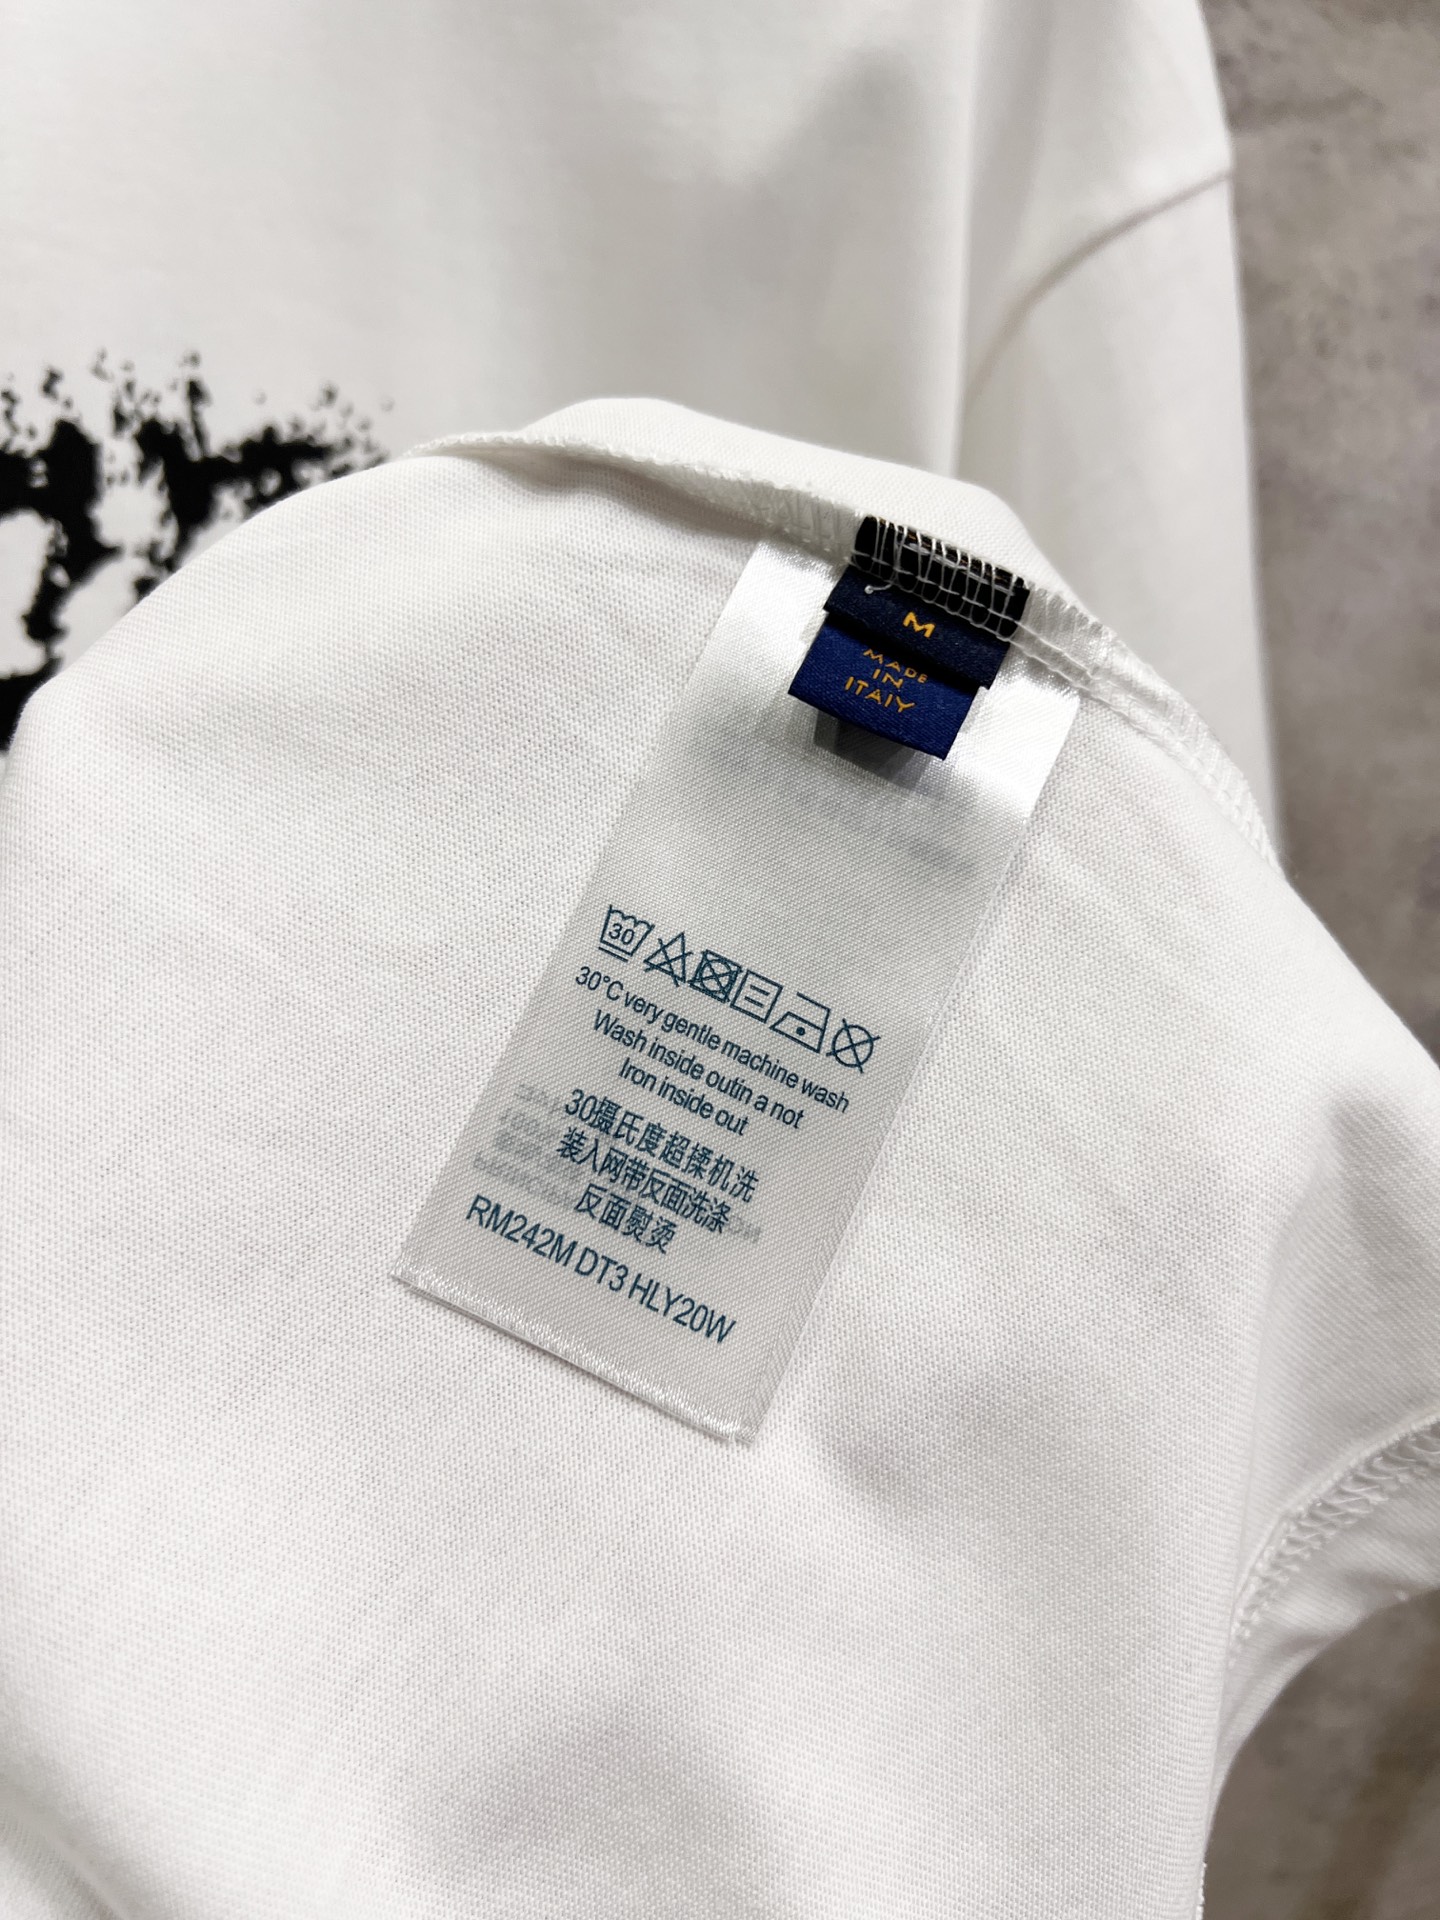 M
MADE
IN
ITAIY
30
30°C very gentle machine wash
Wash inside outin a not
Iron inside out
30摄氏度超揉机洗
装入网带反面洗涤
反面熨烫
RM242M DT3 HLY20W